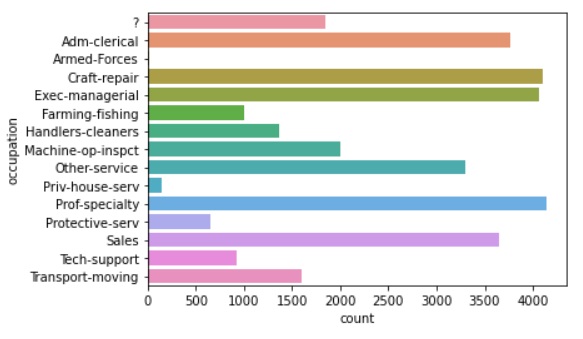 ?
Adm-clerical
Armed-Forces
Craft-repair
Exec-managerial
Farming-fishing
Handlers-cleaners
Machine-op-inspct
Other-service
Priv-house-serv
Prof-specialty
Protective-serv
Sales
Tech-support
Transport-moving
occupation
0 500 1000 1500 2000 2500 3000 3500 4000
count